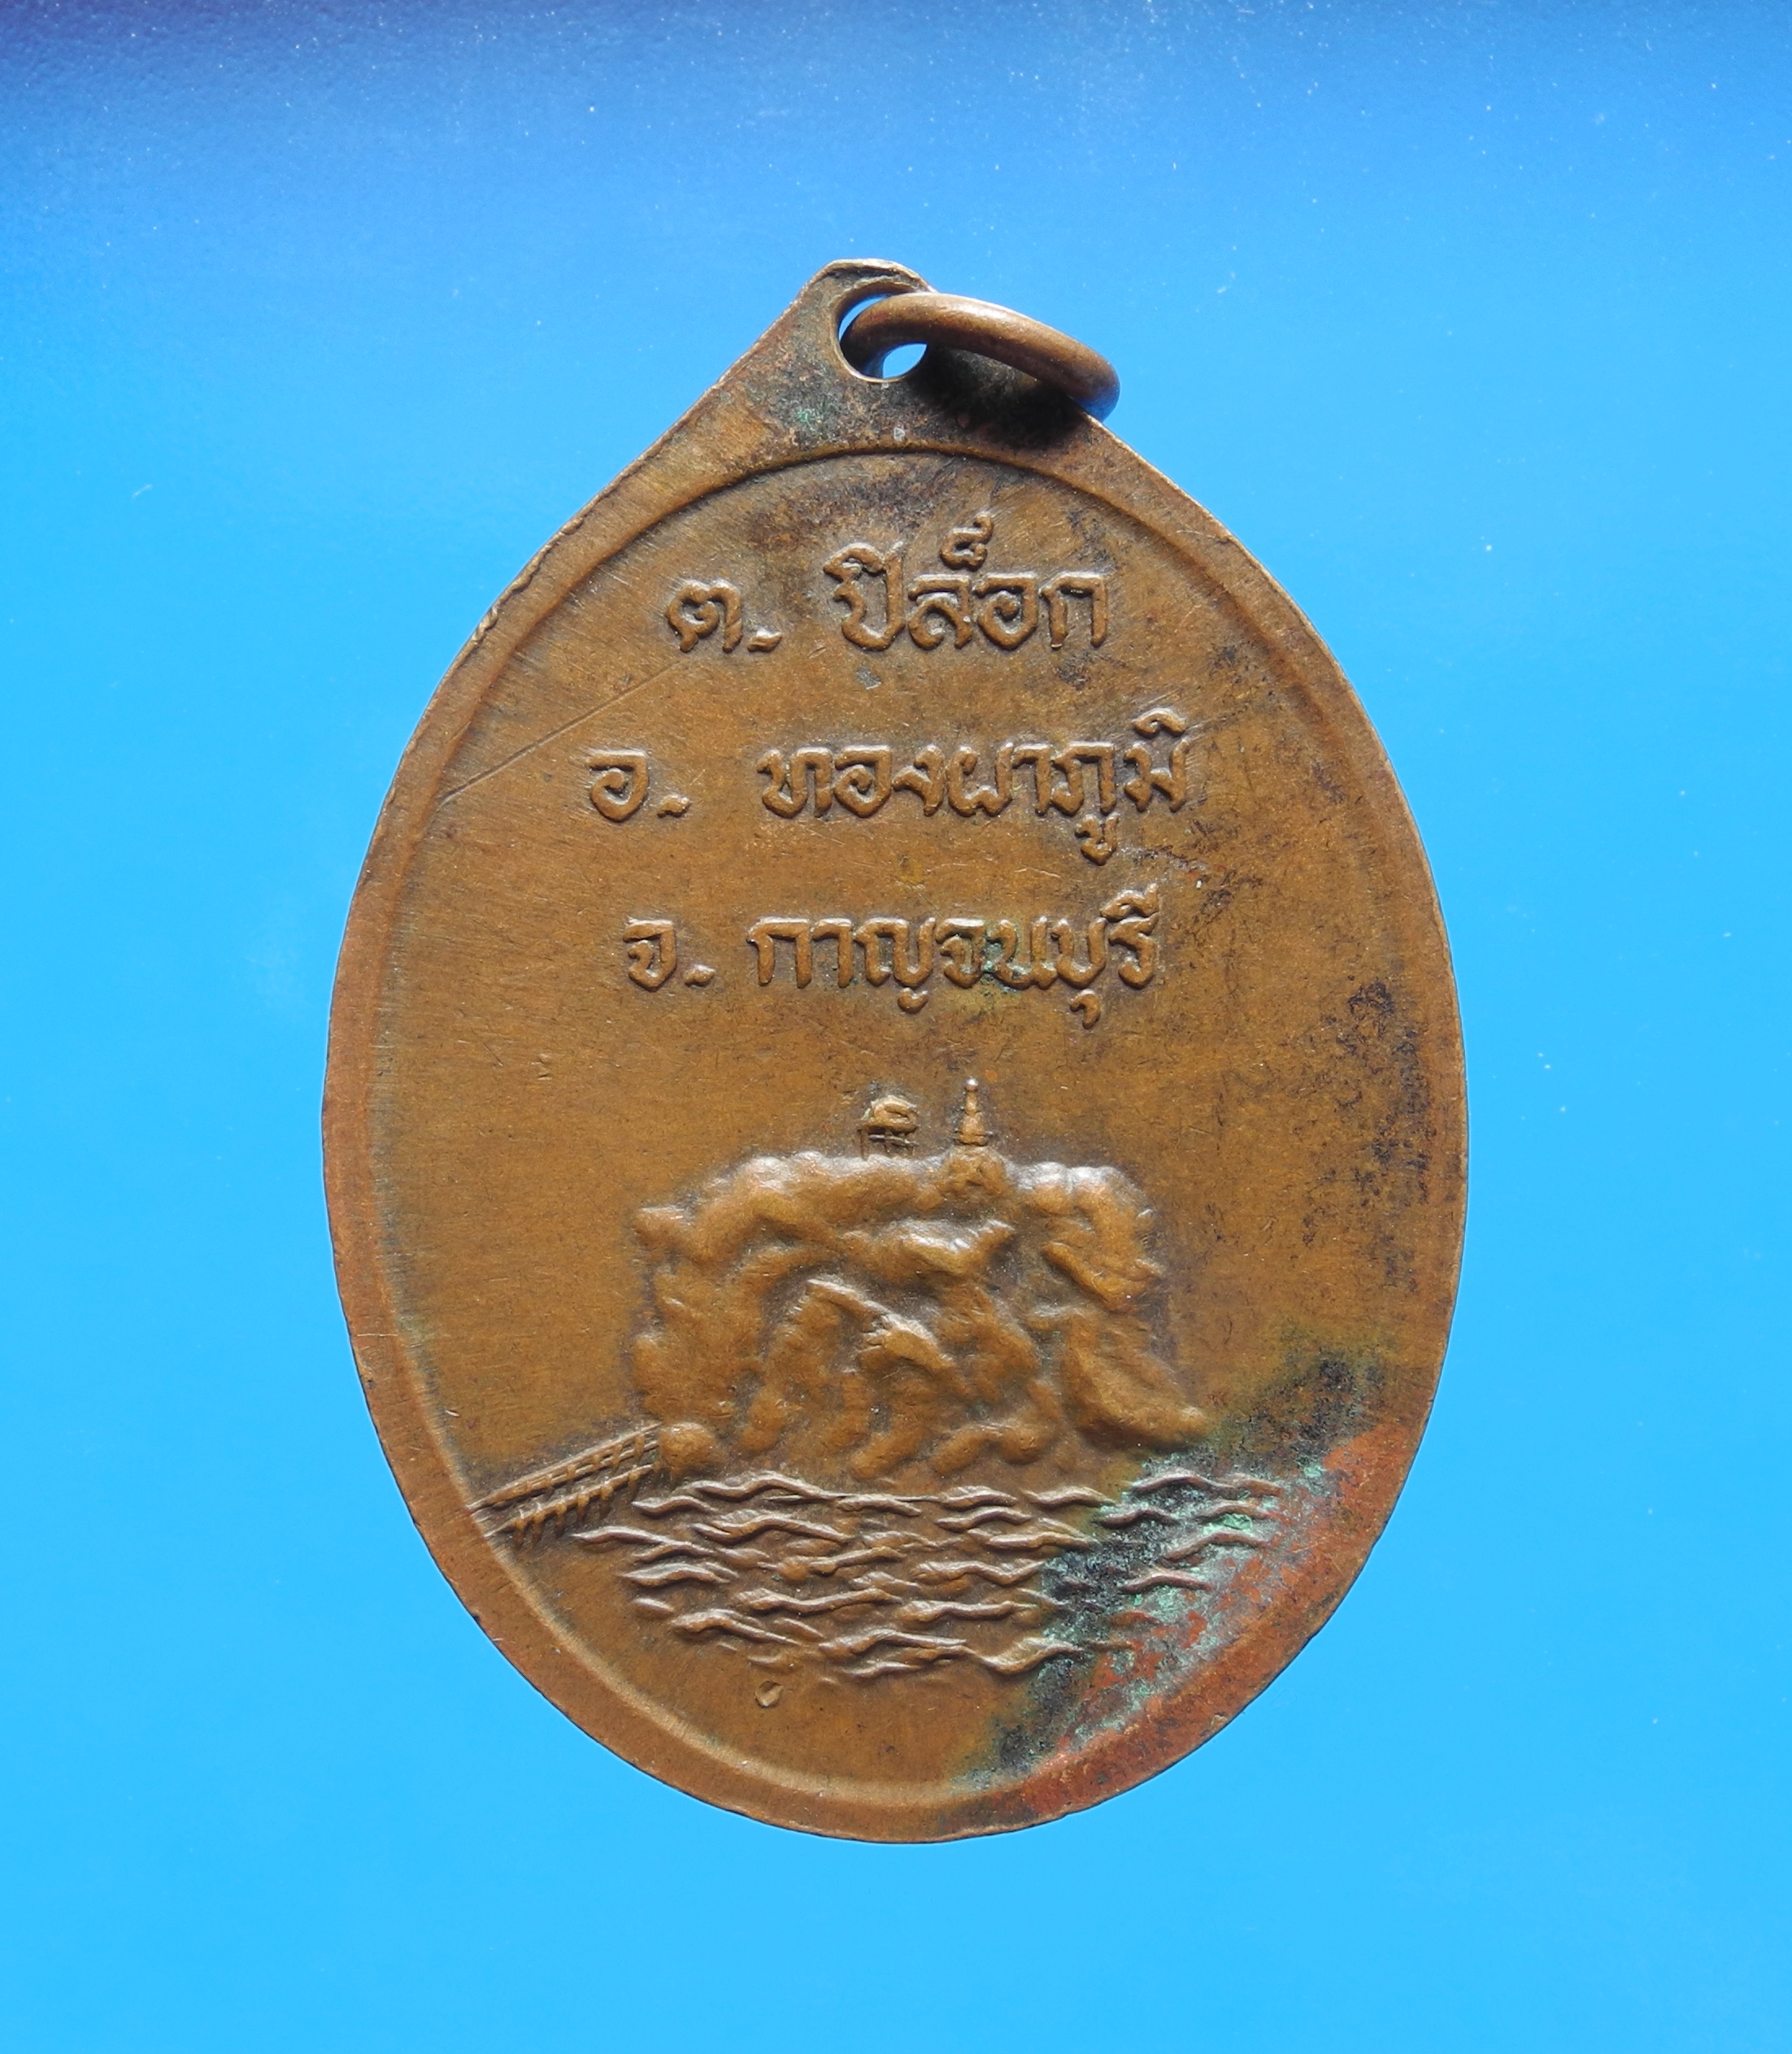 ต. ปิล็อก
อ. ทองผาภูมิ
จ. กาญจนบุรี